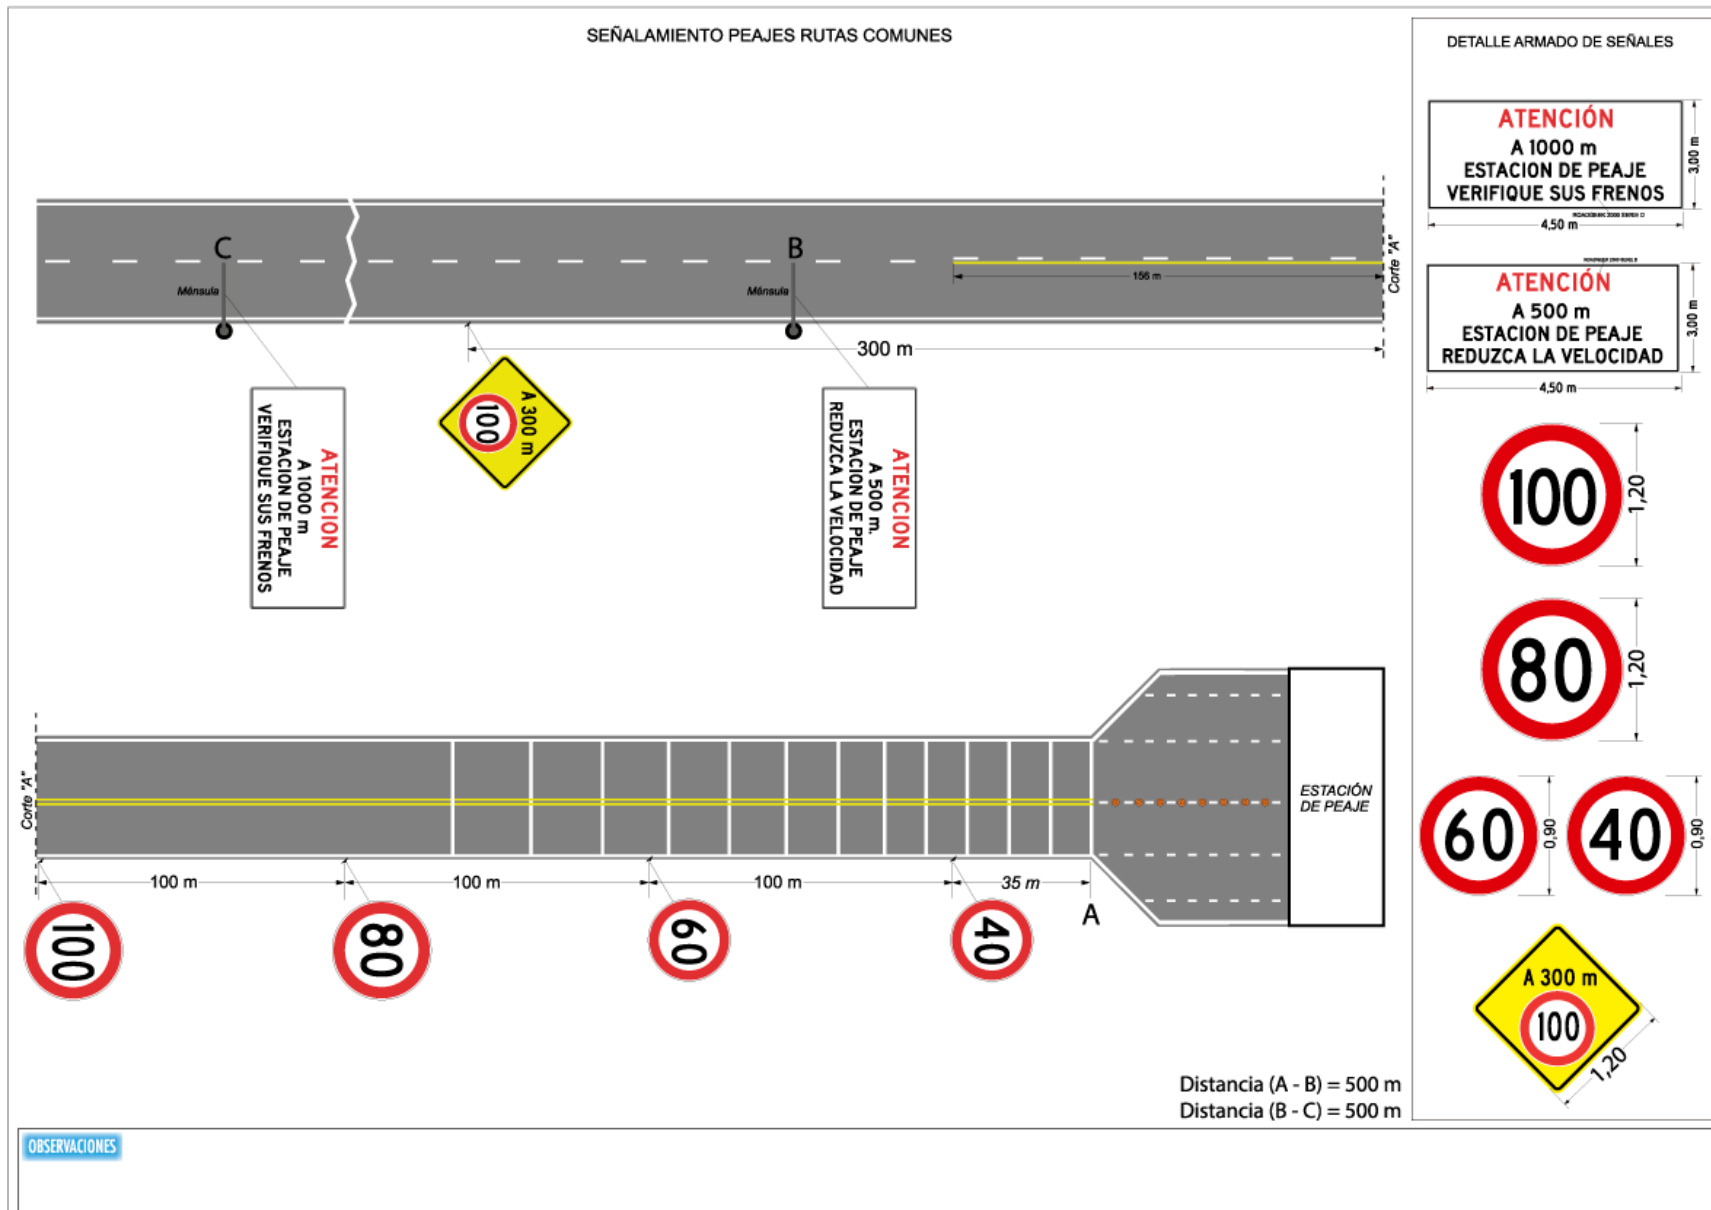 SEÑALAMIENTO PEAJES RUTAS COMUNES
C
Ménsula
B
Ménsula
156 m
Corte "A"
300 m
ATENCION
A 1000 m
ESTACION DE PEAJE
VERIFIQUE SUS FRENOS
A 300 m
100
ATENCION
A 500 m.
ESTACION DE PEAJE
REDUZCA LA VELOCIDAD
Corte "A"
100 m
100 m
100 m
35 m
A
ESTACIÓN
DE PEAJE
100
80
60
40
Distancia (A - B) = 500 m
Distancia (B - C) = 500 m
DETALLE ARMADO DE SEÑALES
ATENCIÓN
A 1000 m
ESTACION DE PEAJE
VERIFIQUE SUS FRENOS
3,00 m
4,50 m
ATENCIÓN
A 500 m
ESTACION DE PEAJE
REDUZCA LA VELOCIDAD
3,00 m
4,50 m
100
1,20
80
1,20
60
0,90
40
0,90
A 300 m
100
1,20
OBSERVACIONES